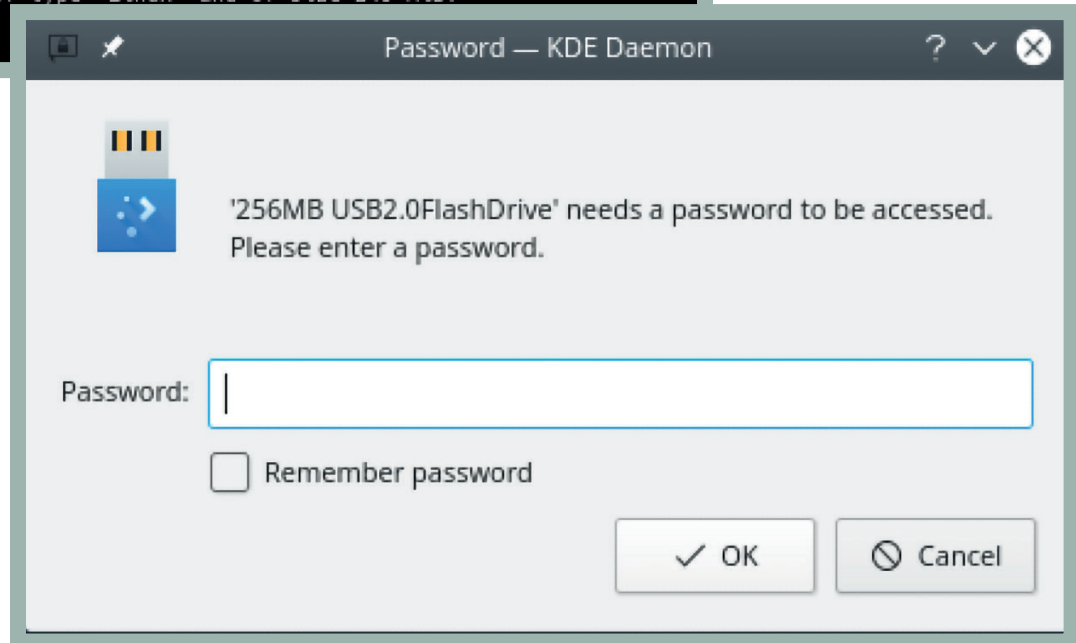 Password — KDE Daemon
'256MB USB2.0FlashDrive' needs a password to be accessed.
Please enter a password.
Password:
Remember password
OK
Cancel